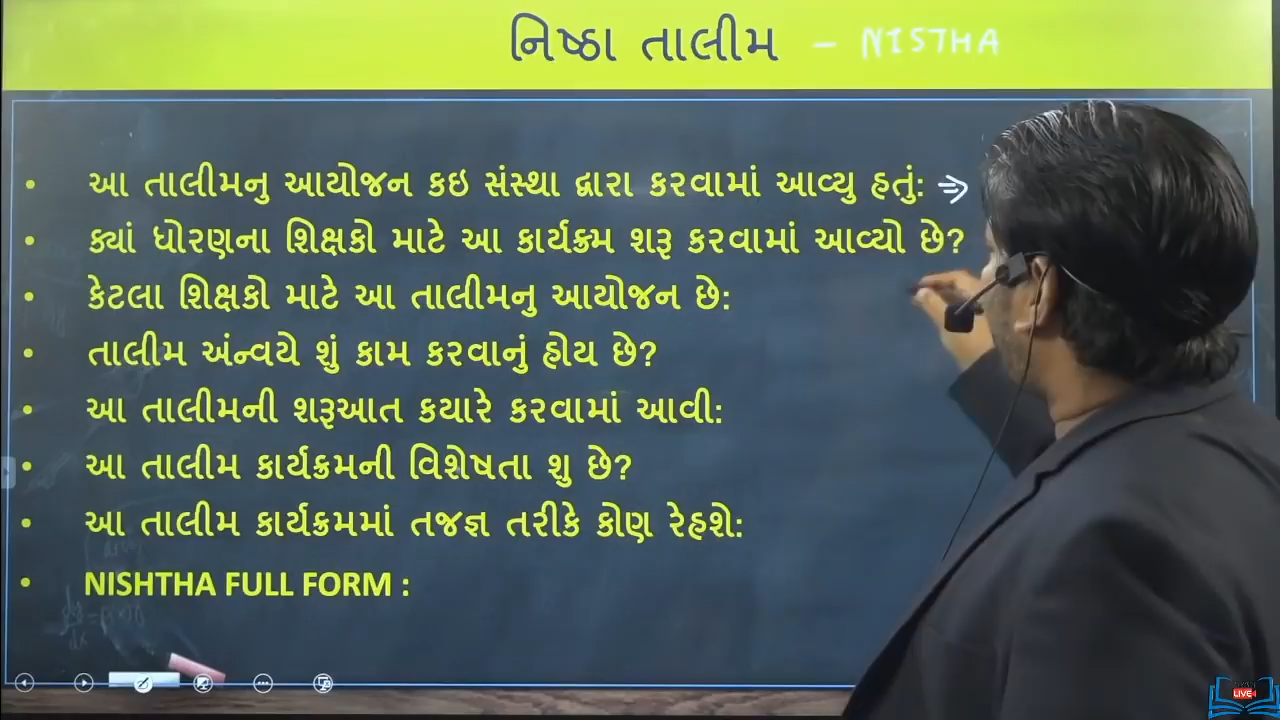 નિષ્ઠા તાલીમ - NISTHA
• આ તાલીમનુ આયોજન કઇ સંસ્થા દ્વારા કરવામાં આવ્યુ હતું: ⇒
• ક્યાં ધોરણના શિક્ષકો માટે આ કાર્યક્રમ શરૂ કરવામાં આવ્યો છે?
• કેટલા શિક્ષકો માટે આ તાલીમનુ આયોજન છે:
• તાલીમ અંન્વયે શું કામ કરવાનું હોય છે?
• આ તાલીમની શરૂઆત કયારે કરવામાં આવી:
• આ તાલીમ કાર્યક્રમની વિશેષતા શુ છે?
• આ તાલીમ કાર્યક્રમમાં તજજ્ઞ તરીકે કોણ રેહશે:
• NISHTHA FULL FORM :
LIVE